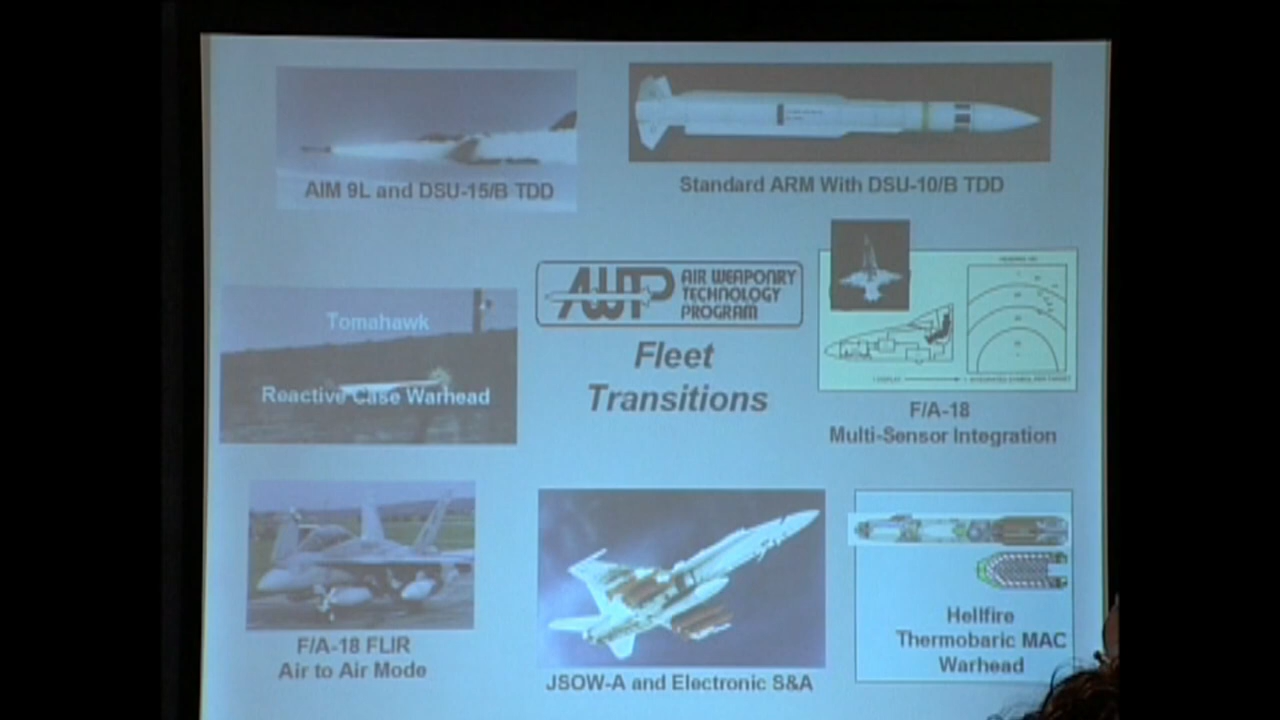 AIM 9L and DSU-15/B TDD
Standard ARM With DSU-10/B TDD
AWTP AIR WEAPONRY
TECHNOLOGY
PROGRAM
Fleet
Transitions
Tomahawk
Reactive Case Warhead
F/A-18
Multi-Sensor Integration
F/A-18 FLIR
Air to Air Mode
JSOW-A and Electronic S&A
Hellfire
Thermobaric MAC
Warhead